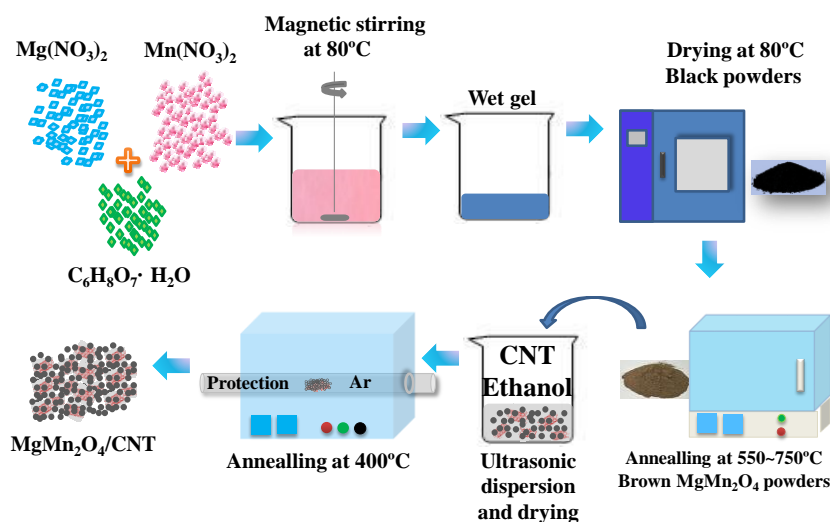 Mg(NO₃)₂
Mn(NO₃)₂
C₆H₈O₇· H₂O
Magnetic stirring
at 80ºC
Wet gel
Drying at 80ºC
Black powders
Annealling at 550~750ºC
Brown MgMn₂O₄ powders
CNT
Ethanol
Ultrasonic
dispersion
and drying
Protection
Ar
Annealling at 400ºC
MgMn₂O₄/CNT